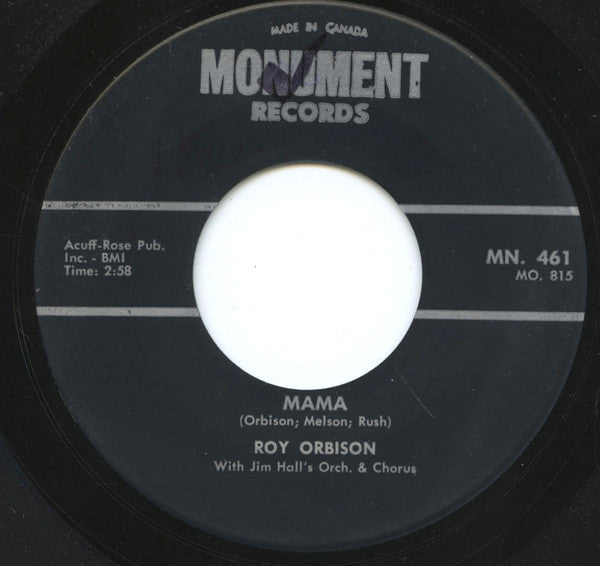 MADE IN CANADA
MONUMENT
RECORDS
Acuff-Rose Pub.
Inc. - BMI
Time: 2:58
MN. 461
MO. 815
MAMA
(Orbison; Melson; Rush)
ROY ORBISON
With Jim Hall's Orch. & Chorus